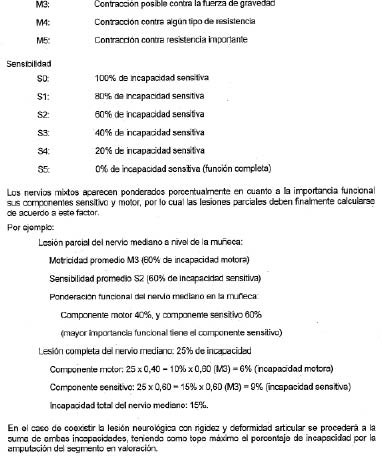 M3: Contracción posible contra la fuerza de gravedad
M4: Contracción contra algún tipo de resistencia
M5: Contracción contra resistencia importante
Sensibilidad
S0: 100% de incapacidad sensitiva
S1: 80% de incapacidad sensitiva
S2: 60% de incapacidad sensitiva
S3: 40% de incapacidad sensitiva
S4: 20% de incapacidad sensitiva
S5: 0% de incapacidad sensitiva (función completa)
Los nervios mixtos aparecen ponderados porcentualmente en cuanto a la importancia funcional
sus componentes sensitivo y motor, por lo cual las lesiones parciales deben finalmente calcularse
de acuerdo a este factor.
Por ejemplo:
Lesión parcial del nervio mediano a nivel de la muñeca:
Motricidad promedio M3 (60% de incapacidad motora)
Sensibilidad promedio S2 (60% de incapacidad sensitiva)
Ponderación funcional del nervio mediano en la muñeca:
Componente motor 40%, y componente sensitivo 60%
(mayor importancia funcional tiene el componente sensitivo)
Lesión completa del nervio mediano: 25% de incapacidad
Componente motor: 25 x 0,40 = 10% x 0,60 (M3) = 6% (incapacidad motora)
Componente sensitivo: 25 x 0,60 = 15% x 0,60 (M3) = 9% (incapacidad sensitiva)
Incapacidad total del nervio mediano: 15%.
En el caso de coexistir la lesión neurológica con rigidez y deformidad articular se procederá a la
suma de ambas incapacidades, teniendo como tope máximo el porcentaje de incapacidad por la
amputación del segmento en valoración.